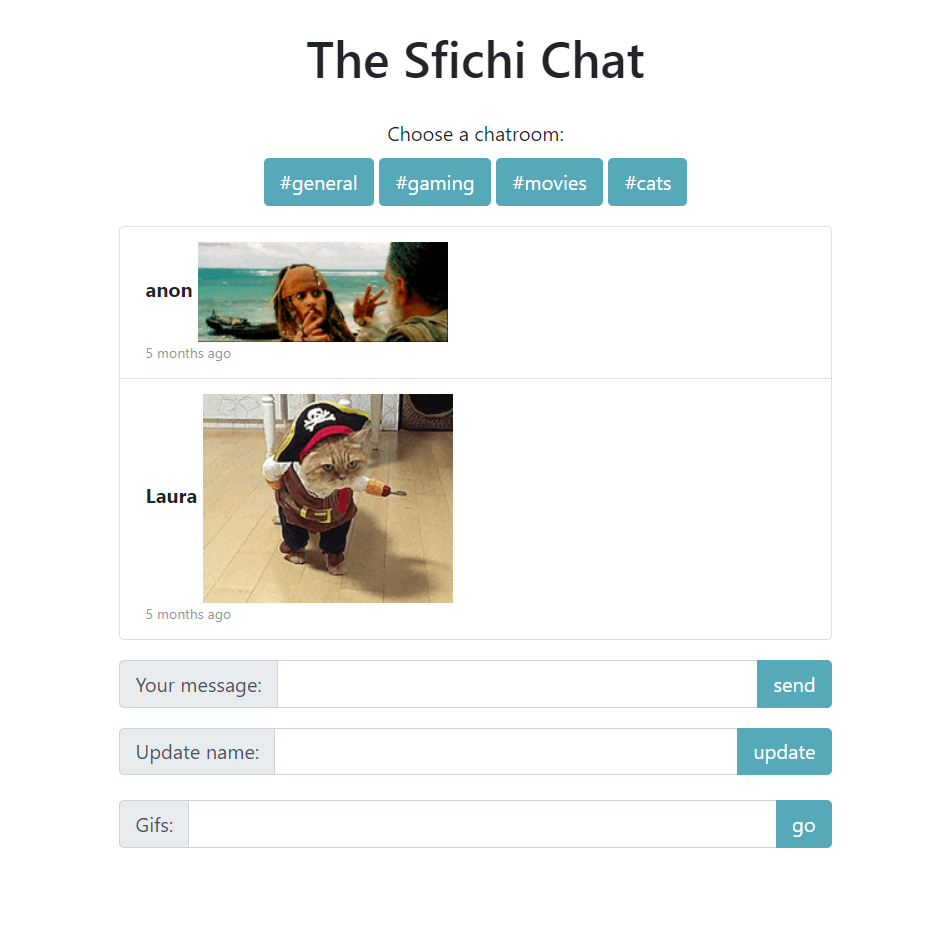 The Sfichi Chat
Choose a chatroom:
#general #gaming #movies #cats
anon
5 months ago
Laura
5 months ago
Your message: send
Update name: update
Gifs: go